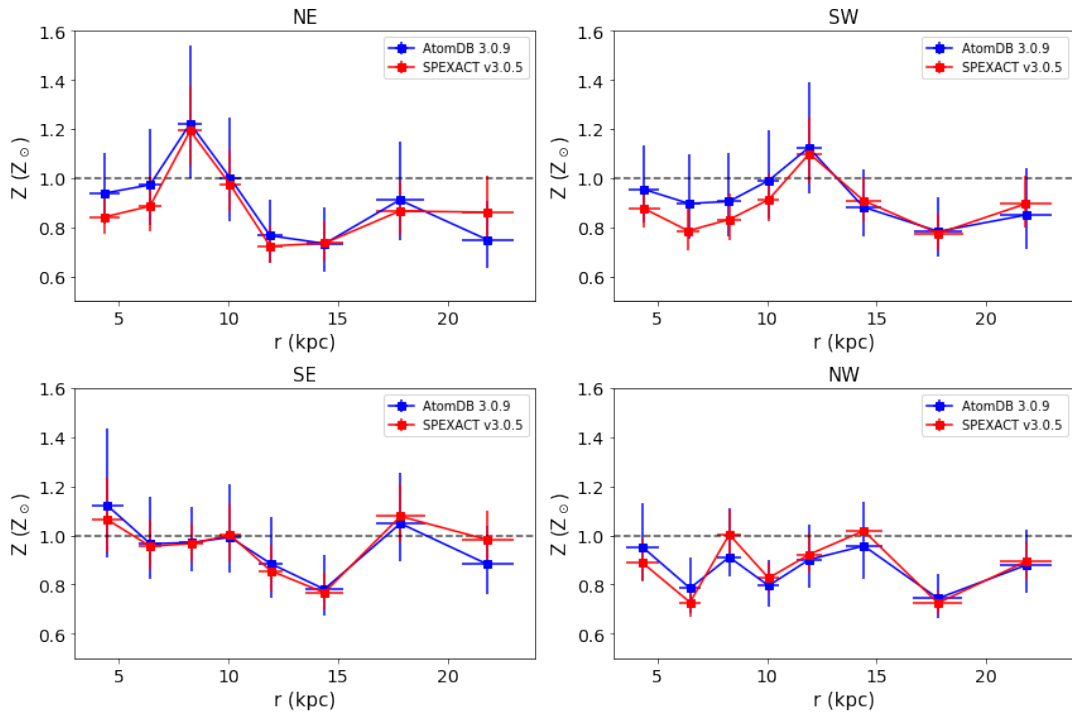 NE
1.6
1.4
1.2
1.0
0.8
0.6
Z (Z⊙)
AtomDB 3.0.9
SPEXACT v3.0.5
5
10
15
20
r (kpc)
SW
1.6
1.4
1.2
1.0
0.8
0.6
Z (Z⊙)
AtomDB 3.0.9
SPEXACT v3.0.5
5
10
15
20
r (kpc)
SE
1.6
1.4
1.2
1.0
0.8
0.6
Z (Z⊙)
AtomDB 3.0.9
SPEXACT v3.0.5
5
10
15
20
r (kpc)
NW
1.6
1.4
1.2
1.0
0.8
0.6
Z (Z⊙)
AtomDB 3.0.9
SPEXACT v3.0.5
5
10
15
20
r (kpc)